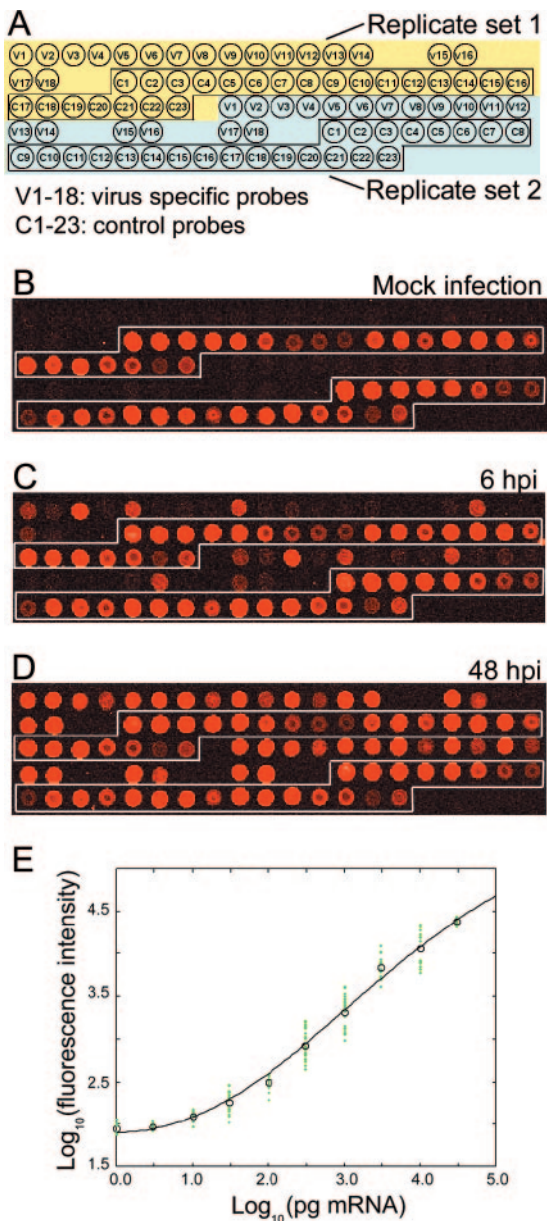 A
Replicate set 1
V1 V2 V3 V4 V5 V6 V7 V8 V9 V10 V11 V12 V13 V14 V15 V16
V17 V18 C1 C2 C3 C4 C5 C6 C7 C8 C9 C10 C11 C12 C13 C14 C15 C16
C17 C18 C19 C20 C21 C22 C23 V1 V2 V3 V4 V5 V6 V7 V8 V9 V10 V11 V12
V13 V14 V15 V16 V17 V18 C1 C2 C3 C4 C5 C6 C7 C8
C9 C10 C11 C12 C13 C14 C15 C16 C17 C18 C19 C20 C21 C22 C23
Replicate set 2
V1-18: virus specific probes
C1-23: control probes
B
Mock infection
C
6 hpi
D
48 hpi
E
Log10(fluorescence intensity)
4.5
3.5
2.5
1.5
0.0 1.0 2.0 3.0 4.0 5.0
Log10(pg mRNA)